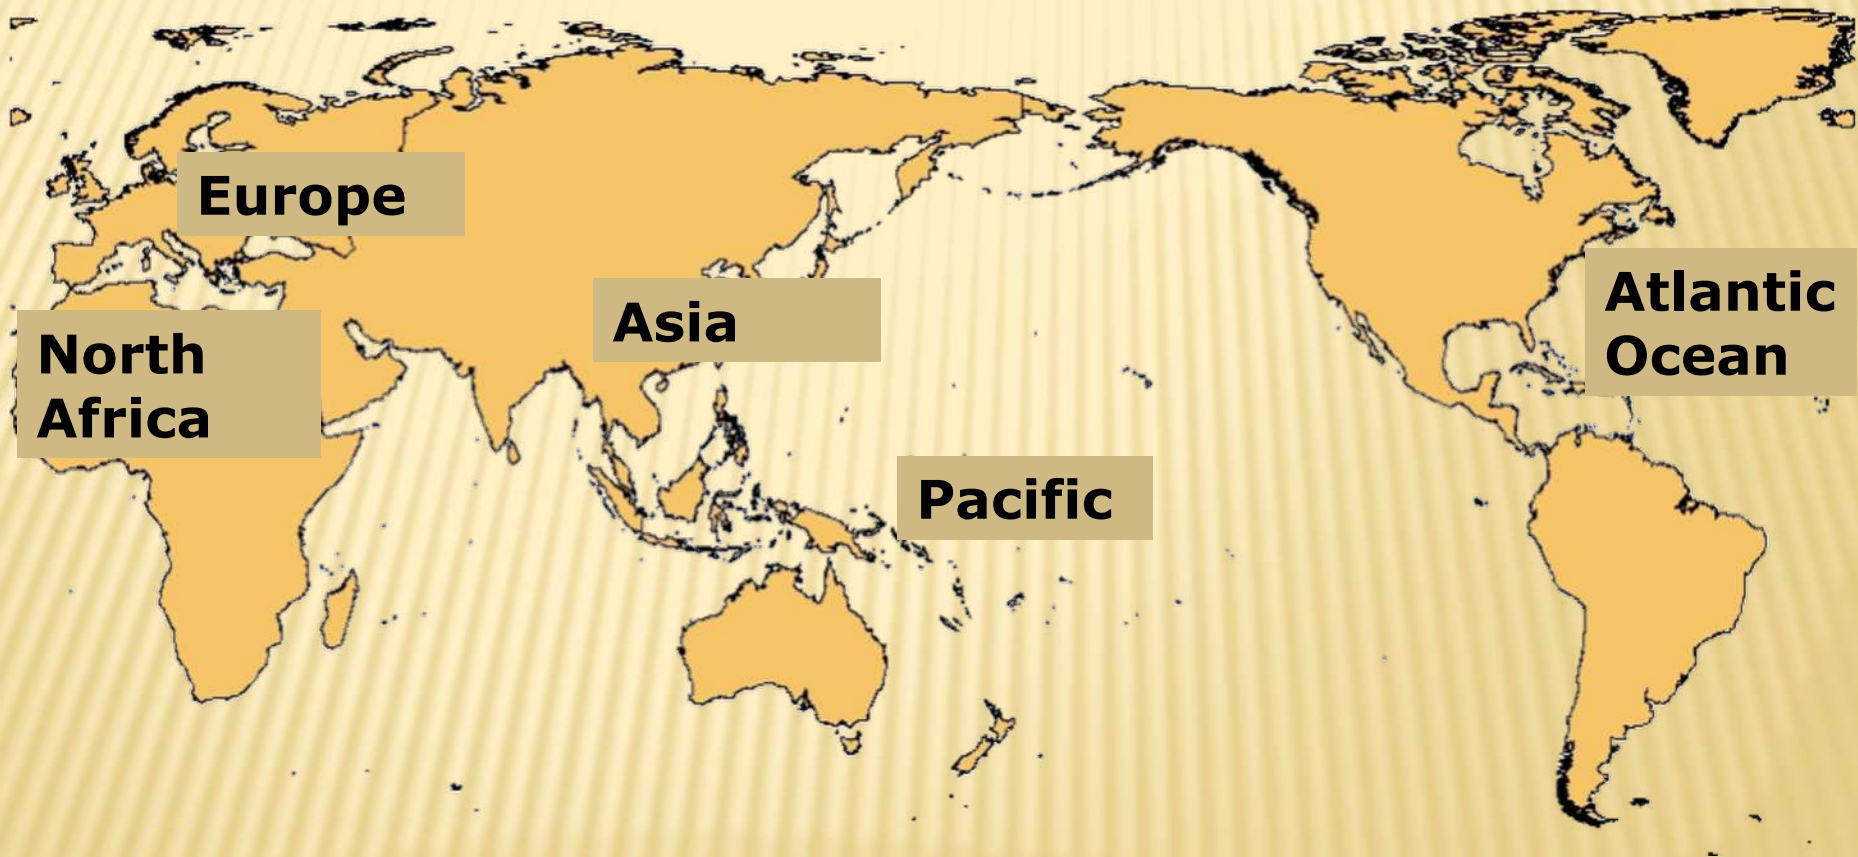 Europe
Asia
North
Africa
Atlantic
Ocean
Pacific